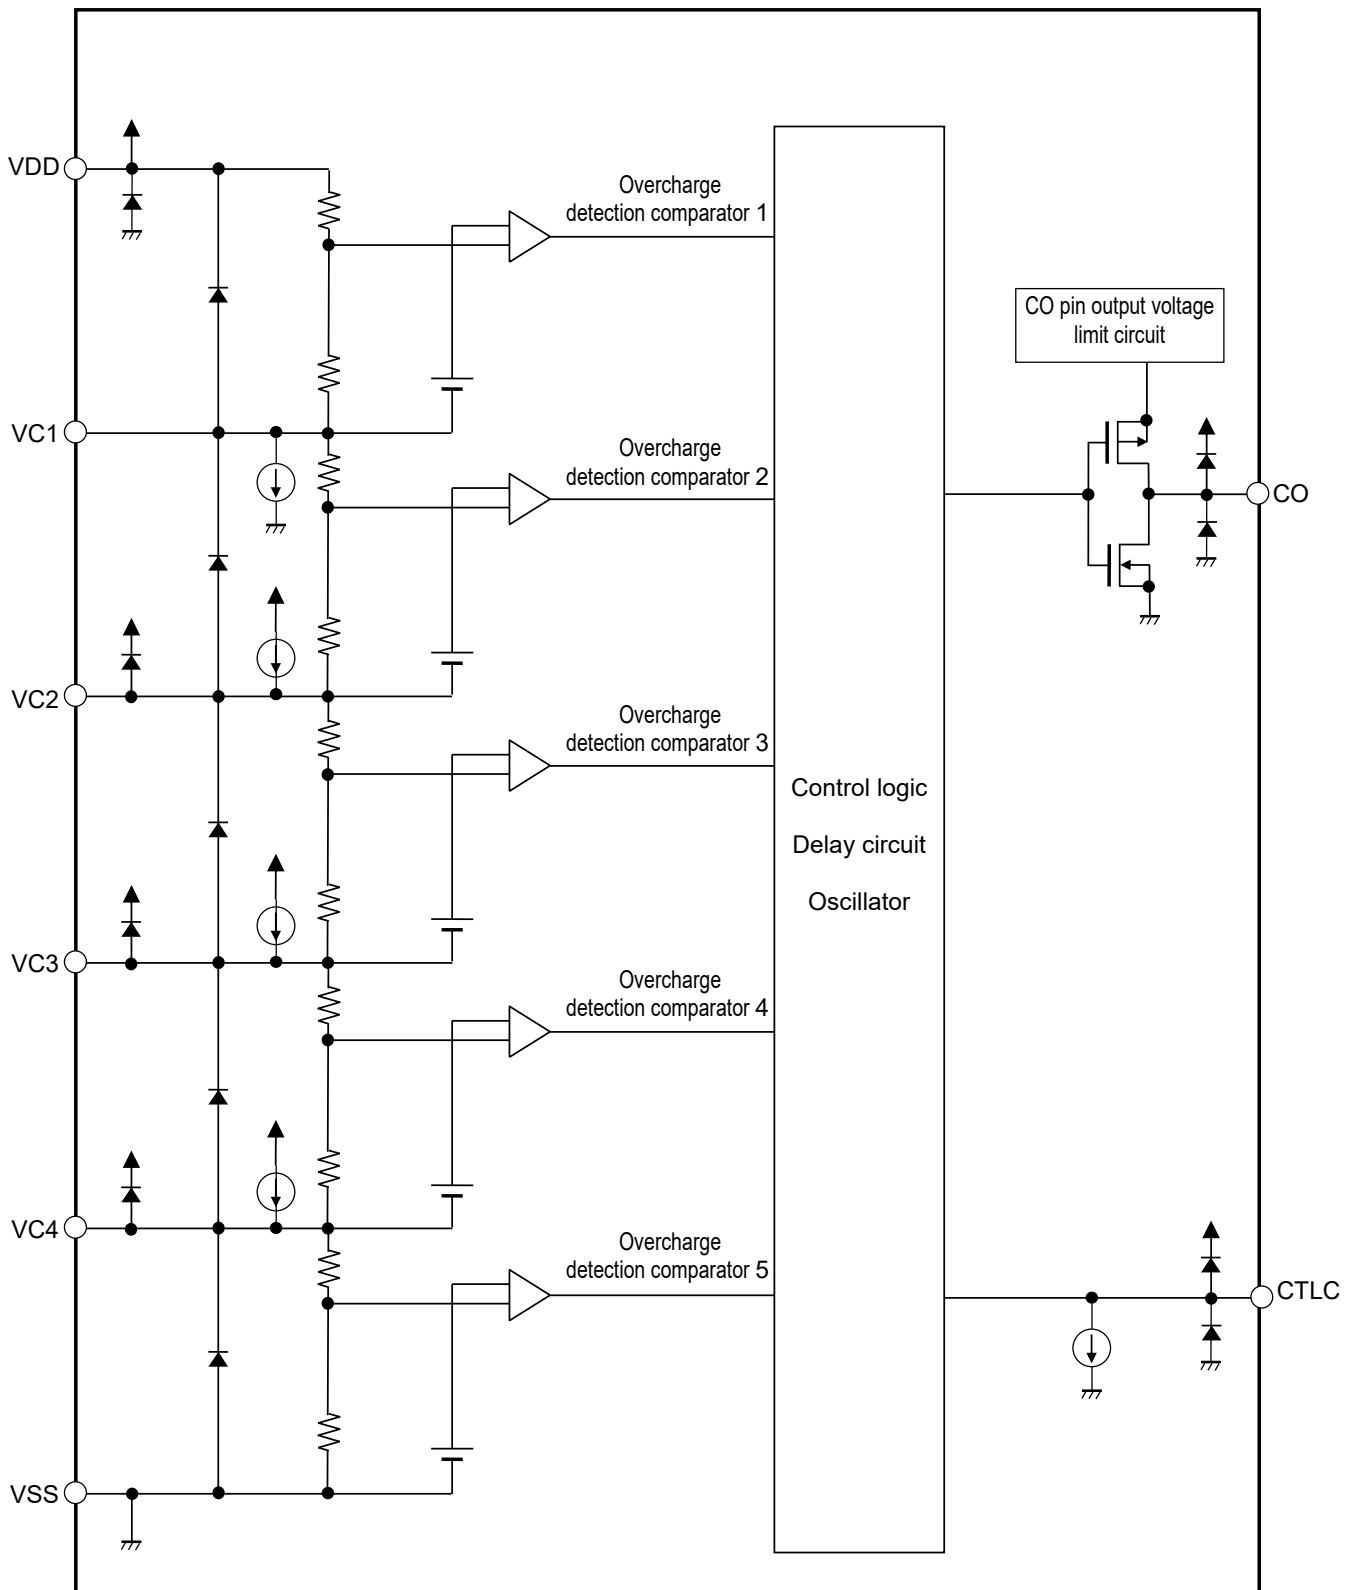 VDD
Overcharge
detection comparator 1
CO pin output voltage
limit circuit
VC1
Overcharge
detection comparator 2
CO
VC2
Overcharge
detection comparator 3
Control logic
Delay circuit
Oscillator
VC3
Overcharge
detection comparator 4
VC4
Overcharge
detection comparator 5
CTLC
VSS